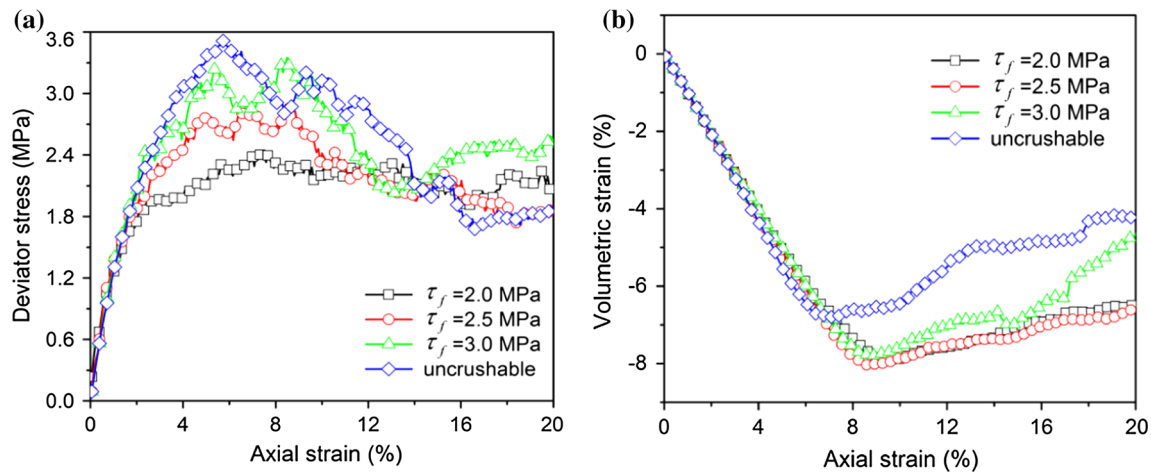 (a)
Deviator stress (MPa)
3.6
3.0
2.4
1.8
1.2
0.6
0.0
τf =2.0 MPa
τf =2.5 MPa
τf =3.0 MPa
uncrushable
0 4 8 12 16 20
Axial strain (%)
(b)
Volumetric strain (%)
0
-2
-4
-6
-8
τf =2.0 MPa
τf =2.5 MPa
τf =3.0 MPa
uncrushable
0 4 8 12 16 20
Axial strain (%)